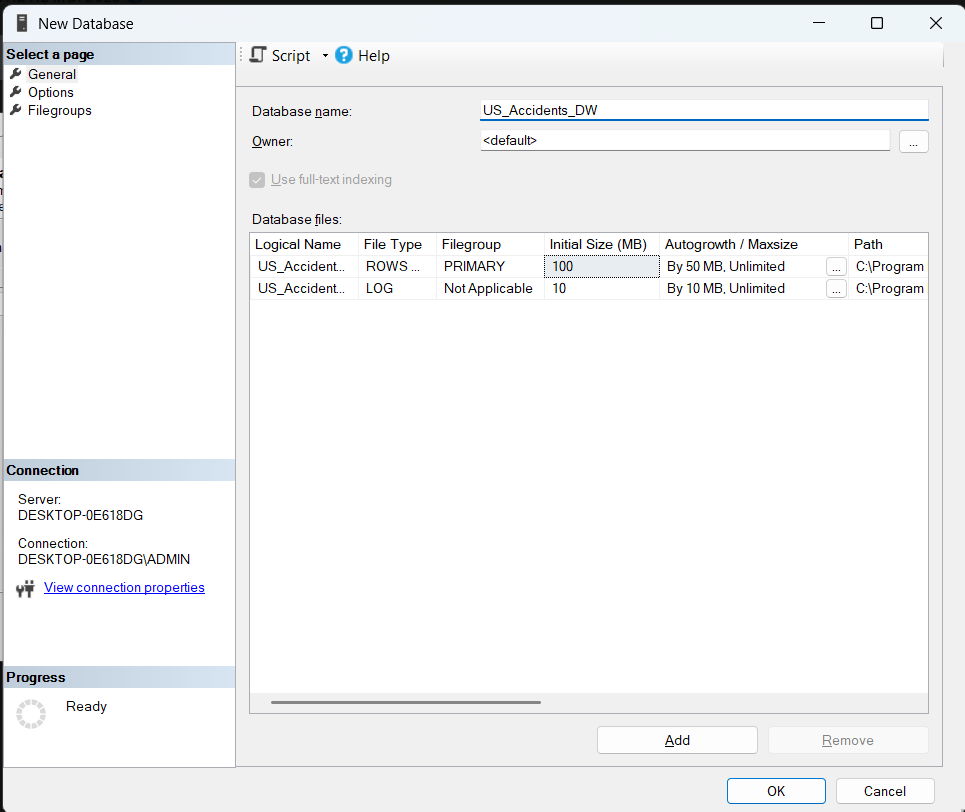 New Database
Select a page
General
Options
Filegroups
Script
Help
Database name:
US_Accidents_DW
Owner:
<default>
...
Use full-text indexing
Database files:
Logical Name File Type Filegroup Initial Size (MB) Autogrowth / Maxsize Path
US_Accident... ROWS ... PRIMARY 100 By 50 MB, Unlimited ... C:\Program
US_Accident... LOG Not Applicable 10 By 10 MB, Unlimited ... C:\Program
Connection
Server:
DESKTOP-0E618DG
Connection:
DESKTOP-0E618DG\ADMIN
View connection properties
Progress
Ready
Add Remove
OK Cancel